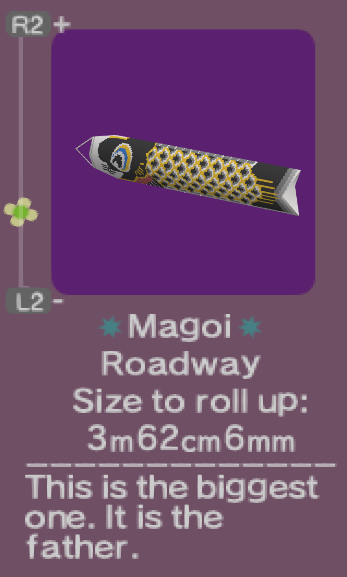 R2 +
L2 -
Magoi
Roadway
Size to roll up:
3m62cm6mm
This is the biggest
one. It is the
father.